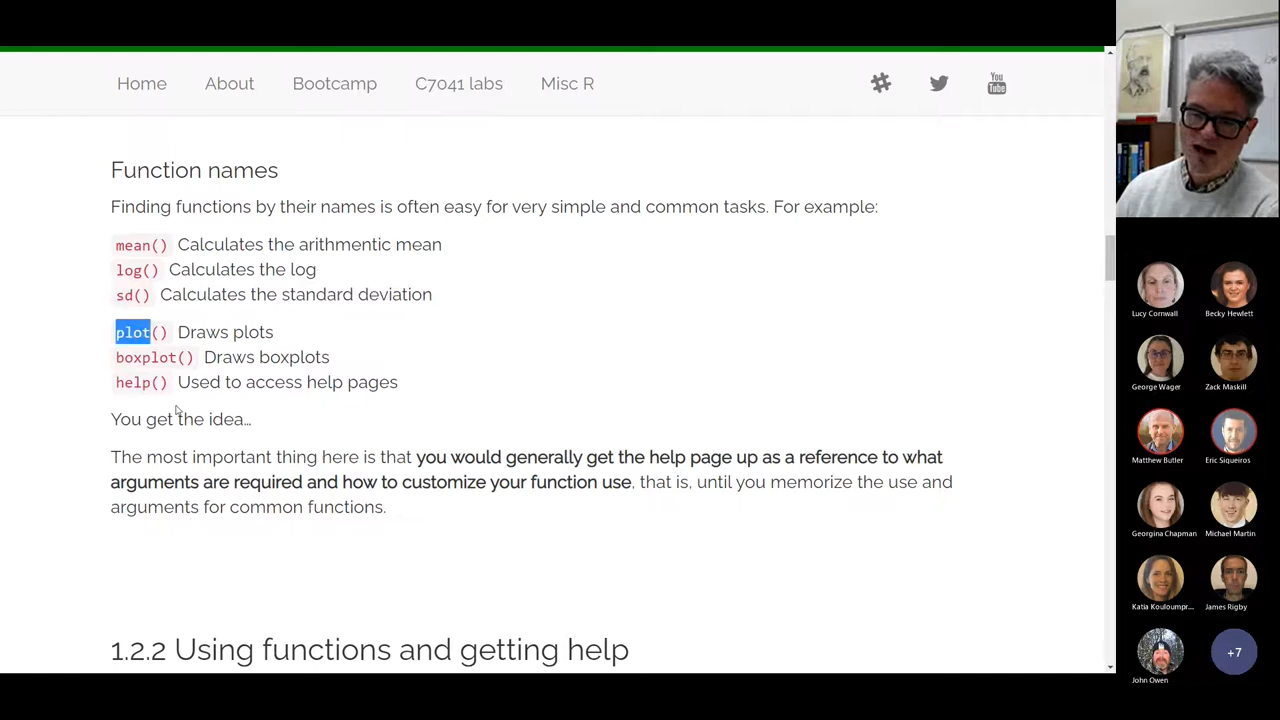 Home About Bootcamp C7041 labs Misc R
You
Tube
Function names
Finding functions by their names is often easy for very simple and common tasks. For example:
mean() Calculates the arithmentic mean
log() Calculates the log
sd() Calculates the standard deviation
plot() Draws plots
boxplot() Draws boxplots
help() Used to access help pages
You get the idea…
The most important thing here is that you would generally get the help page up as a reference to what
arguments are required and how to customize your function use, that is, until you memorize the use and
arguments for common functions.
1.2.2 Using functions and getting help
Lucy Cornwall Becky Hewlett
George Wager Zack Maskill
Matthew Butler Eric Siqueiros
Georgina Chapman Michael Martin
Katia Kouloumpr... James Rigby
John Owen
+7